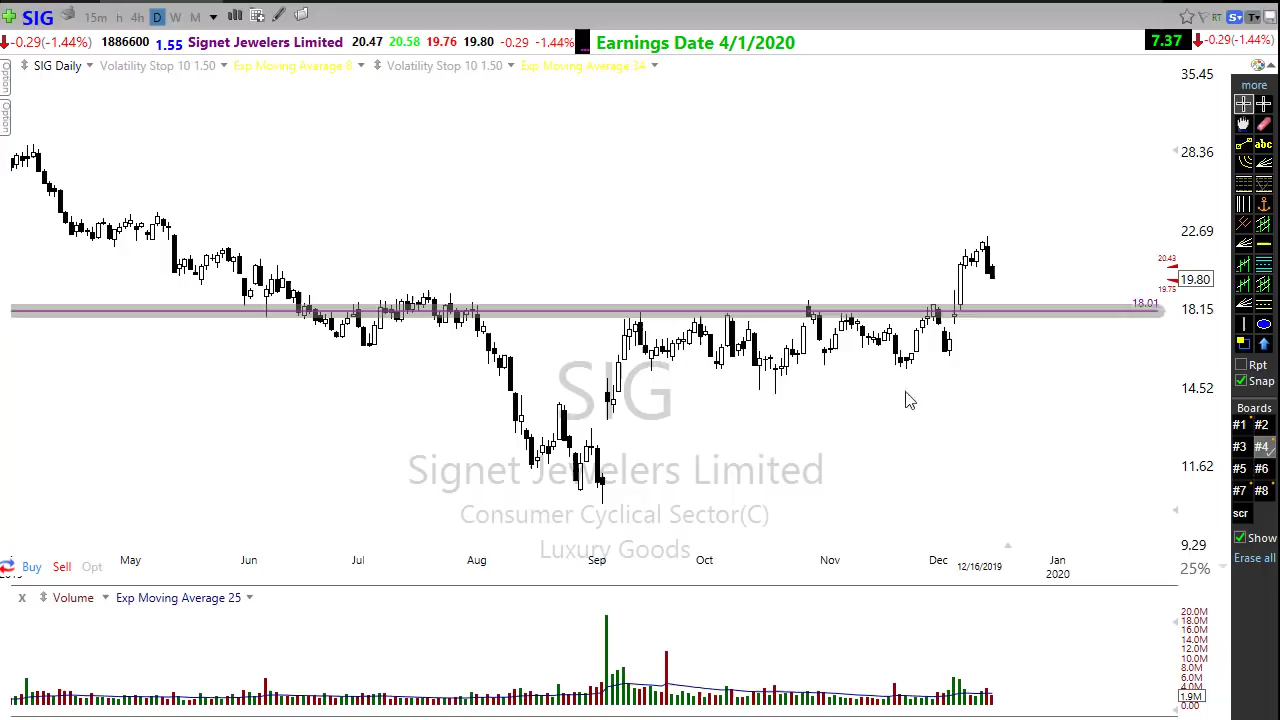 SIG 15m h 4h D W M RT S T
-0.29(-1.44%) 1886600 1.55 Signet Jewelers Limited 20.47 20.58 19.76 19.80 -0.29 -1.44% ... Earnings Date 4/1/2020 7.37 -0.29(-1.44%)
SIG Daily Volatility Stop 10 1.50 Exp Moving Average 8 Volatility Stop 10 1.50 Exp Moving Average 34
Option
Option
35.45
28.36
22.69
20.43
19.80
19.75
18.01
18.15
14.52
11.62
9.29
SIG
Signet Jewelers Limited
Consumer Cyclical Sector(C)
Luxury Goods
May Jun Jul Aug Sep Oct Nov Dec 12/16/2019 Jan
2020
Buy Sell Opt 25%
X Volume Exp Moving Average 25
20.0M
18.0M
16.0M
14.0M
12.0M
10.0M
8.0M
6.0M
4.0M
1.9M
0.00
more
abc
Rpt
Snap
Boards
#1 #2
#3 #4
#5 #6
#7 #8
scr
Show
Erase all